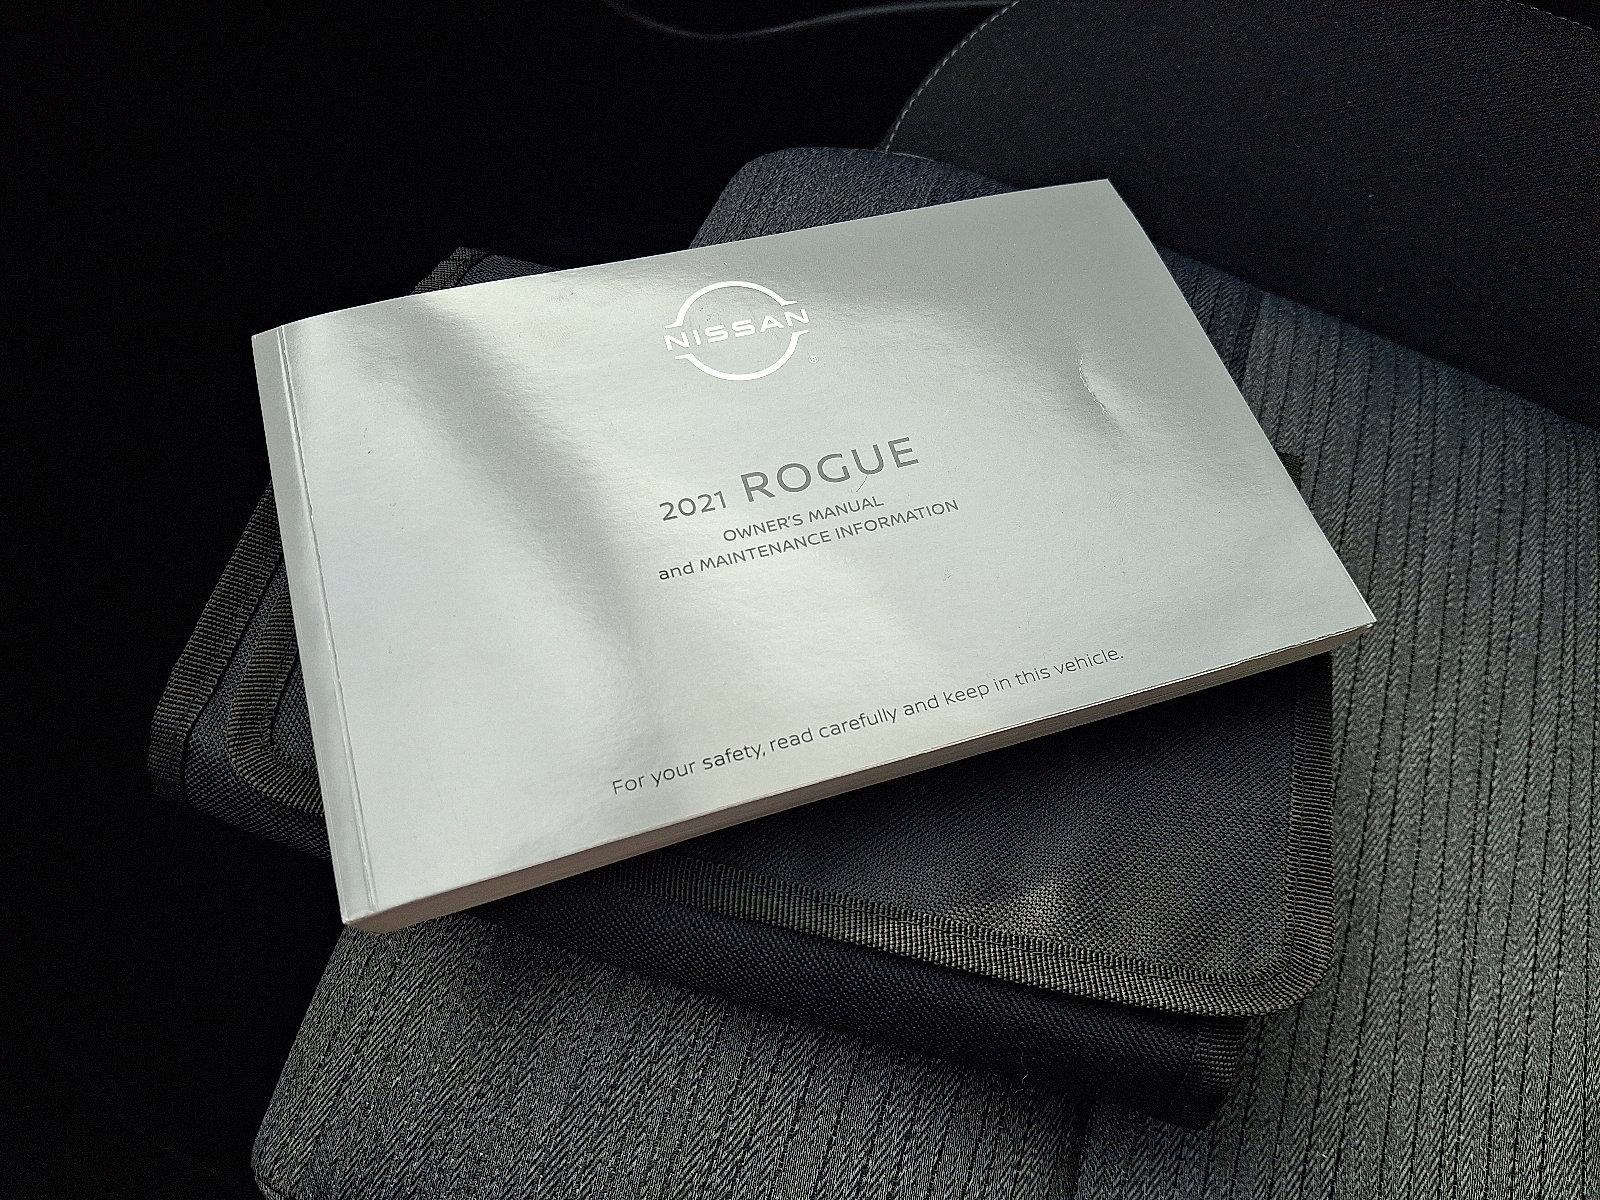 NISSAN
®
2021 ROGUE
OWNER'S MANUAL
and MAINTENANCE INFORMATION
For your safety, read carefully and keep in this vehicle.